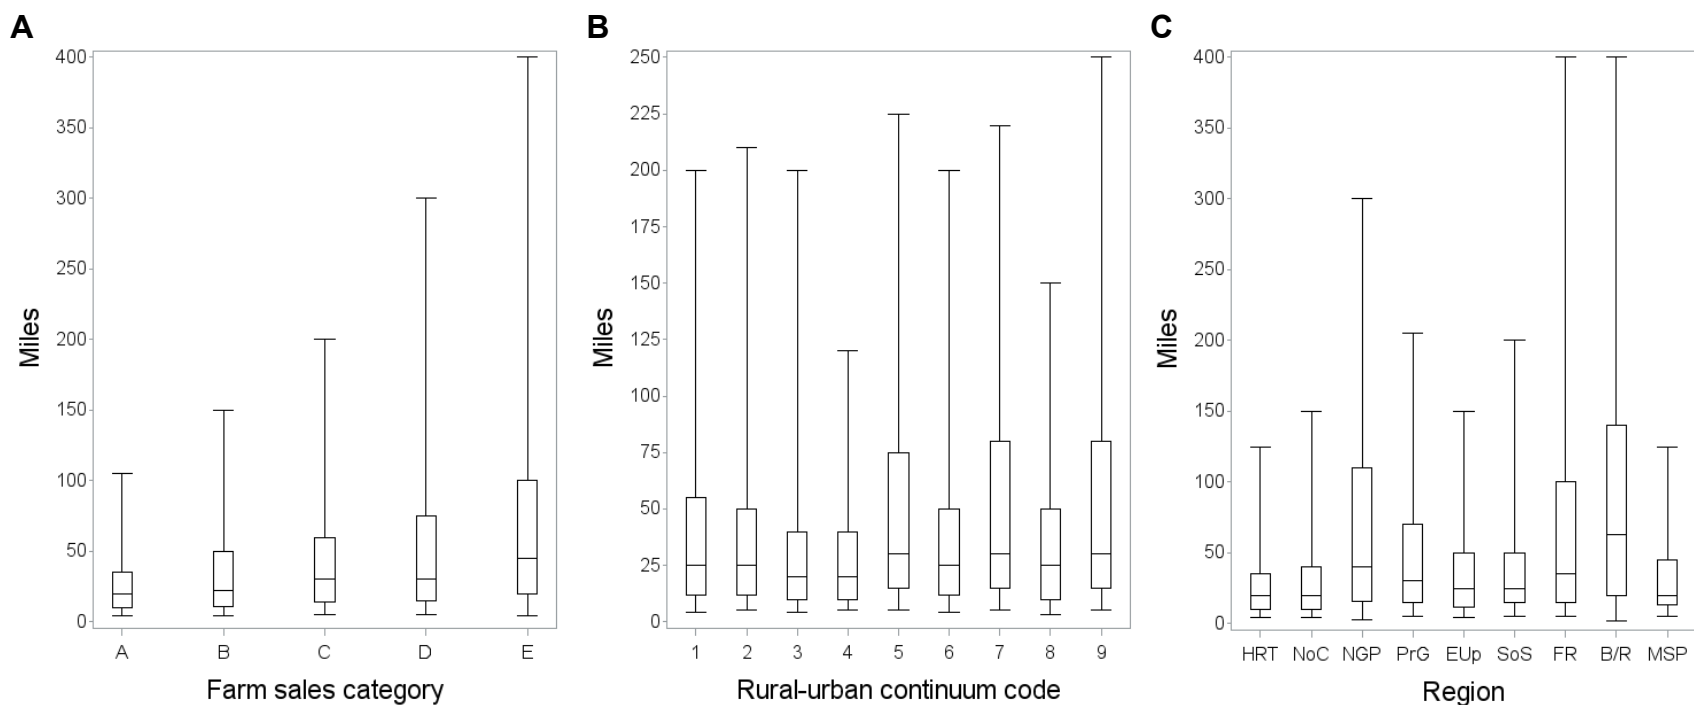 A
Miles
400
350
300
250
200
150
100
50
0
A B C D E
Farm sales category
B
Miles
250
225
200
175
150
125
100
75
50
25
0
1 2 3 4 5 6 7 8 9
Rural-urban continuum code
C
Miles
400
350
300
250
200
150
100
50
0
HRT NoC NGP PrG EUp SoS FR B/R MSP
Region